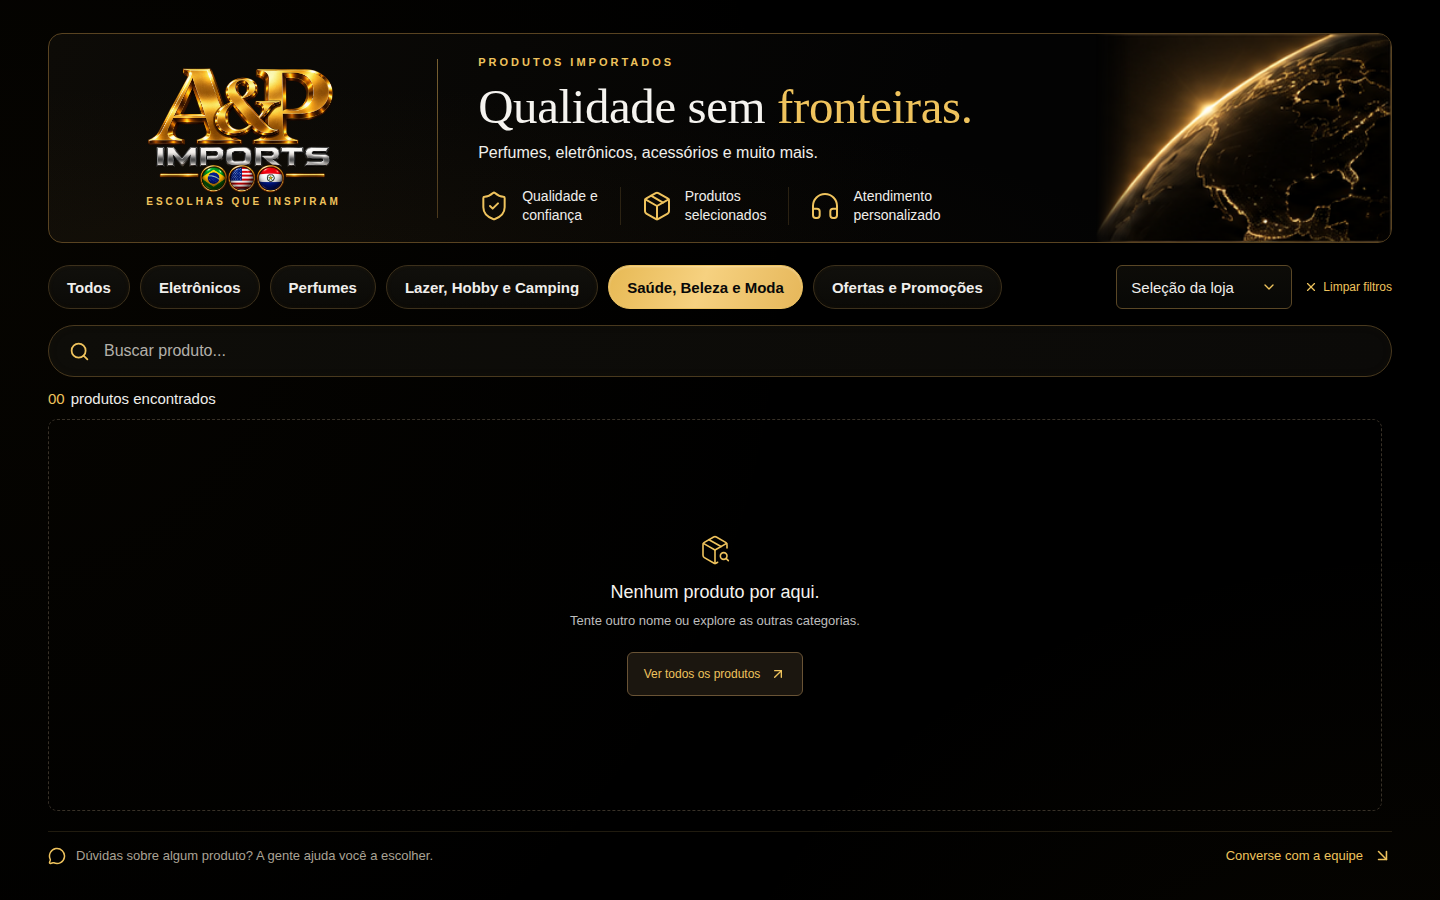 A&P
IMPORTS
ESCOLHAS QUE INSPIRAM
PRODUTOS IMPORTADOS
Qualidade sem fronteiras.
Perfumes, eletrônicos, acessórios e muito mais.
Qualidade e
confiança
Produtos
selecionados
Atendimento
personalizado
Todos
Eletrônicos
Perfumes
Lazer, Hobby e Camping
Saúde, Beleza e Moda
Ofertas e Promoções
Seleção da loja
Limpar filtros
Buscar produto...
00 produtos encontrados
Nenhum produto por aqui.
Tente outro nome ou explore as outras categorias.
Ver todos os produtos
Dúvidas sobre algum produto? A gente ajuda você a escolher.
Converse com a equipe